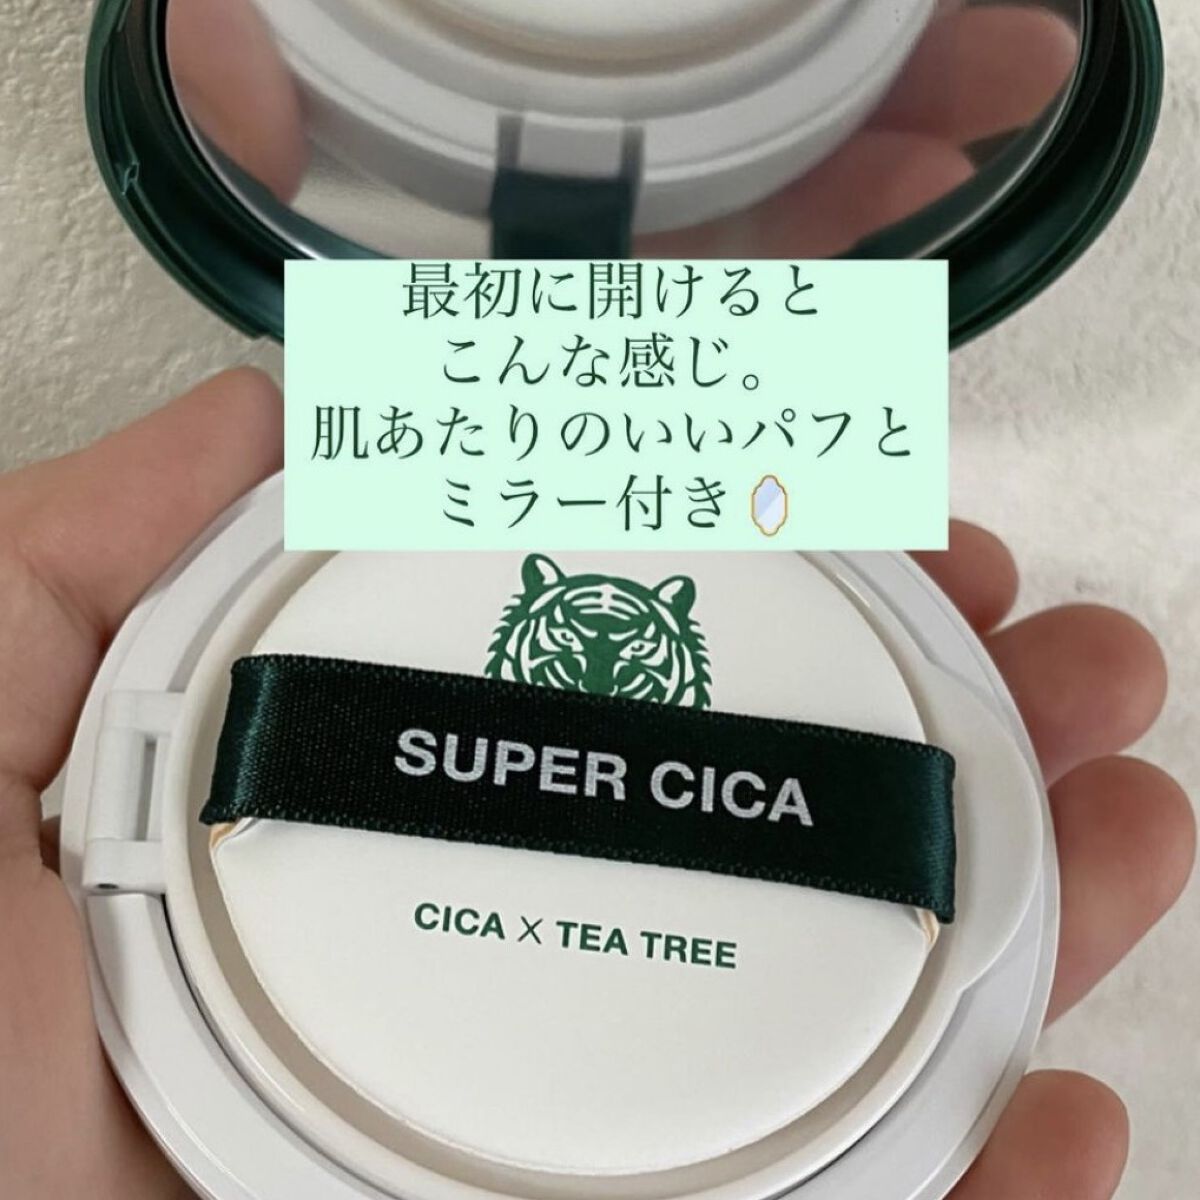 最初に開けると
こんな感じ。
肌あたりのいいパフと
ミラー付き🪞
SUPER CICA
CICA X TEA TREE